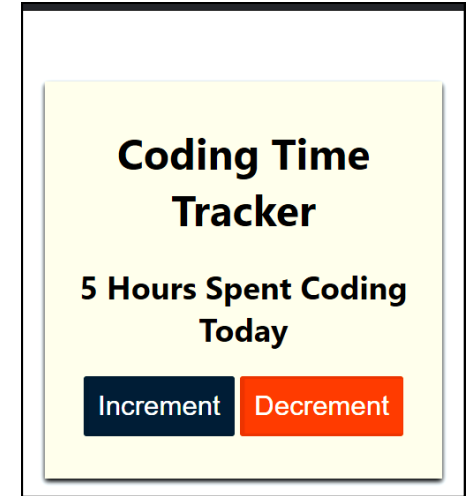 Coding Time
Tracker
5 Hours Spent Coding
Today
Increment Decrement